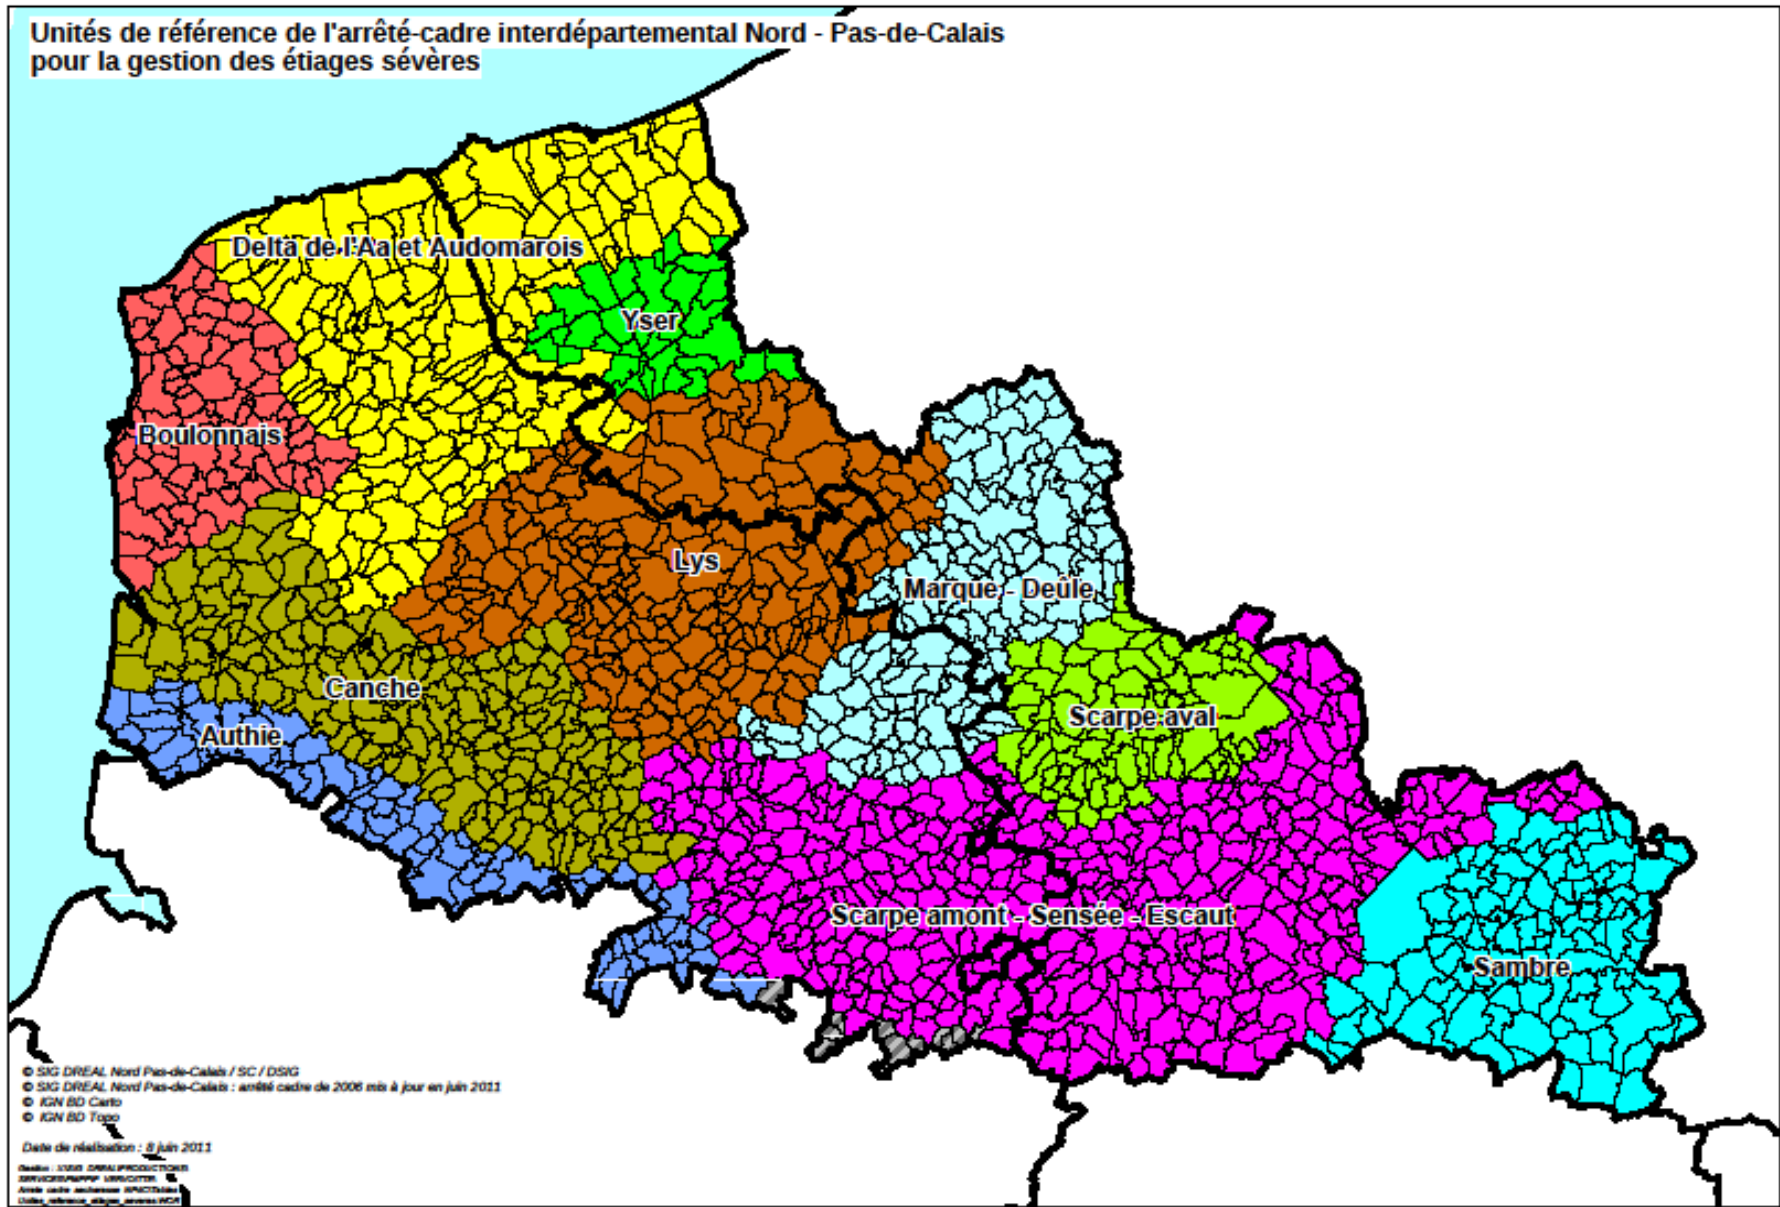 Unités de référence de l'arrêté-cadre interdépartemental Nord - Pas-de-Calais
pour la gestion des étiages sévères
Delta de l'Aa et Audomarois
Yser
Boulonnais
Lys
Marque - Deûle
Canche
Scarpe aval
Authie
Scarpe amont - Sensée - Escaut
Sambre
© SIG DREAL Nord Pas-de-Calais / SC / DSIG
© SIG DREAL Nord Pas-de-Calais : arrêté cadre de 2006 mis à jour en juin 2011
© IGN BD Carto
© IGN BD Topo
Date de réalisation : 8 juin 2011